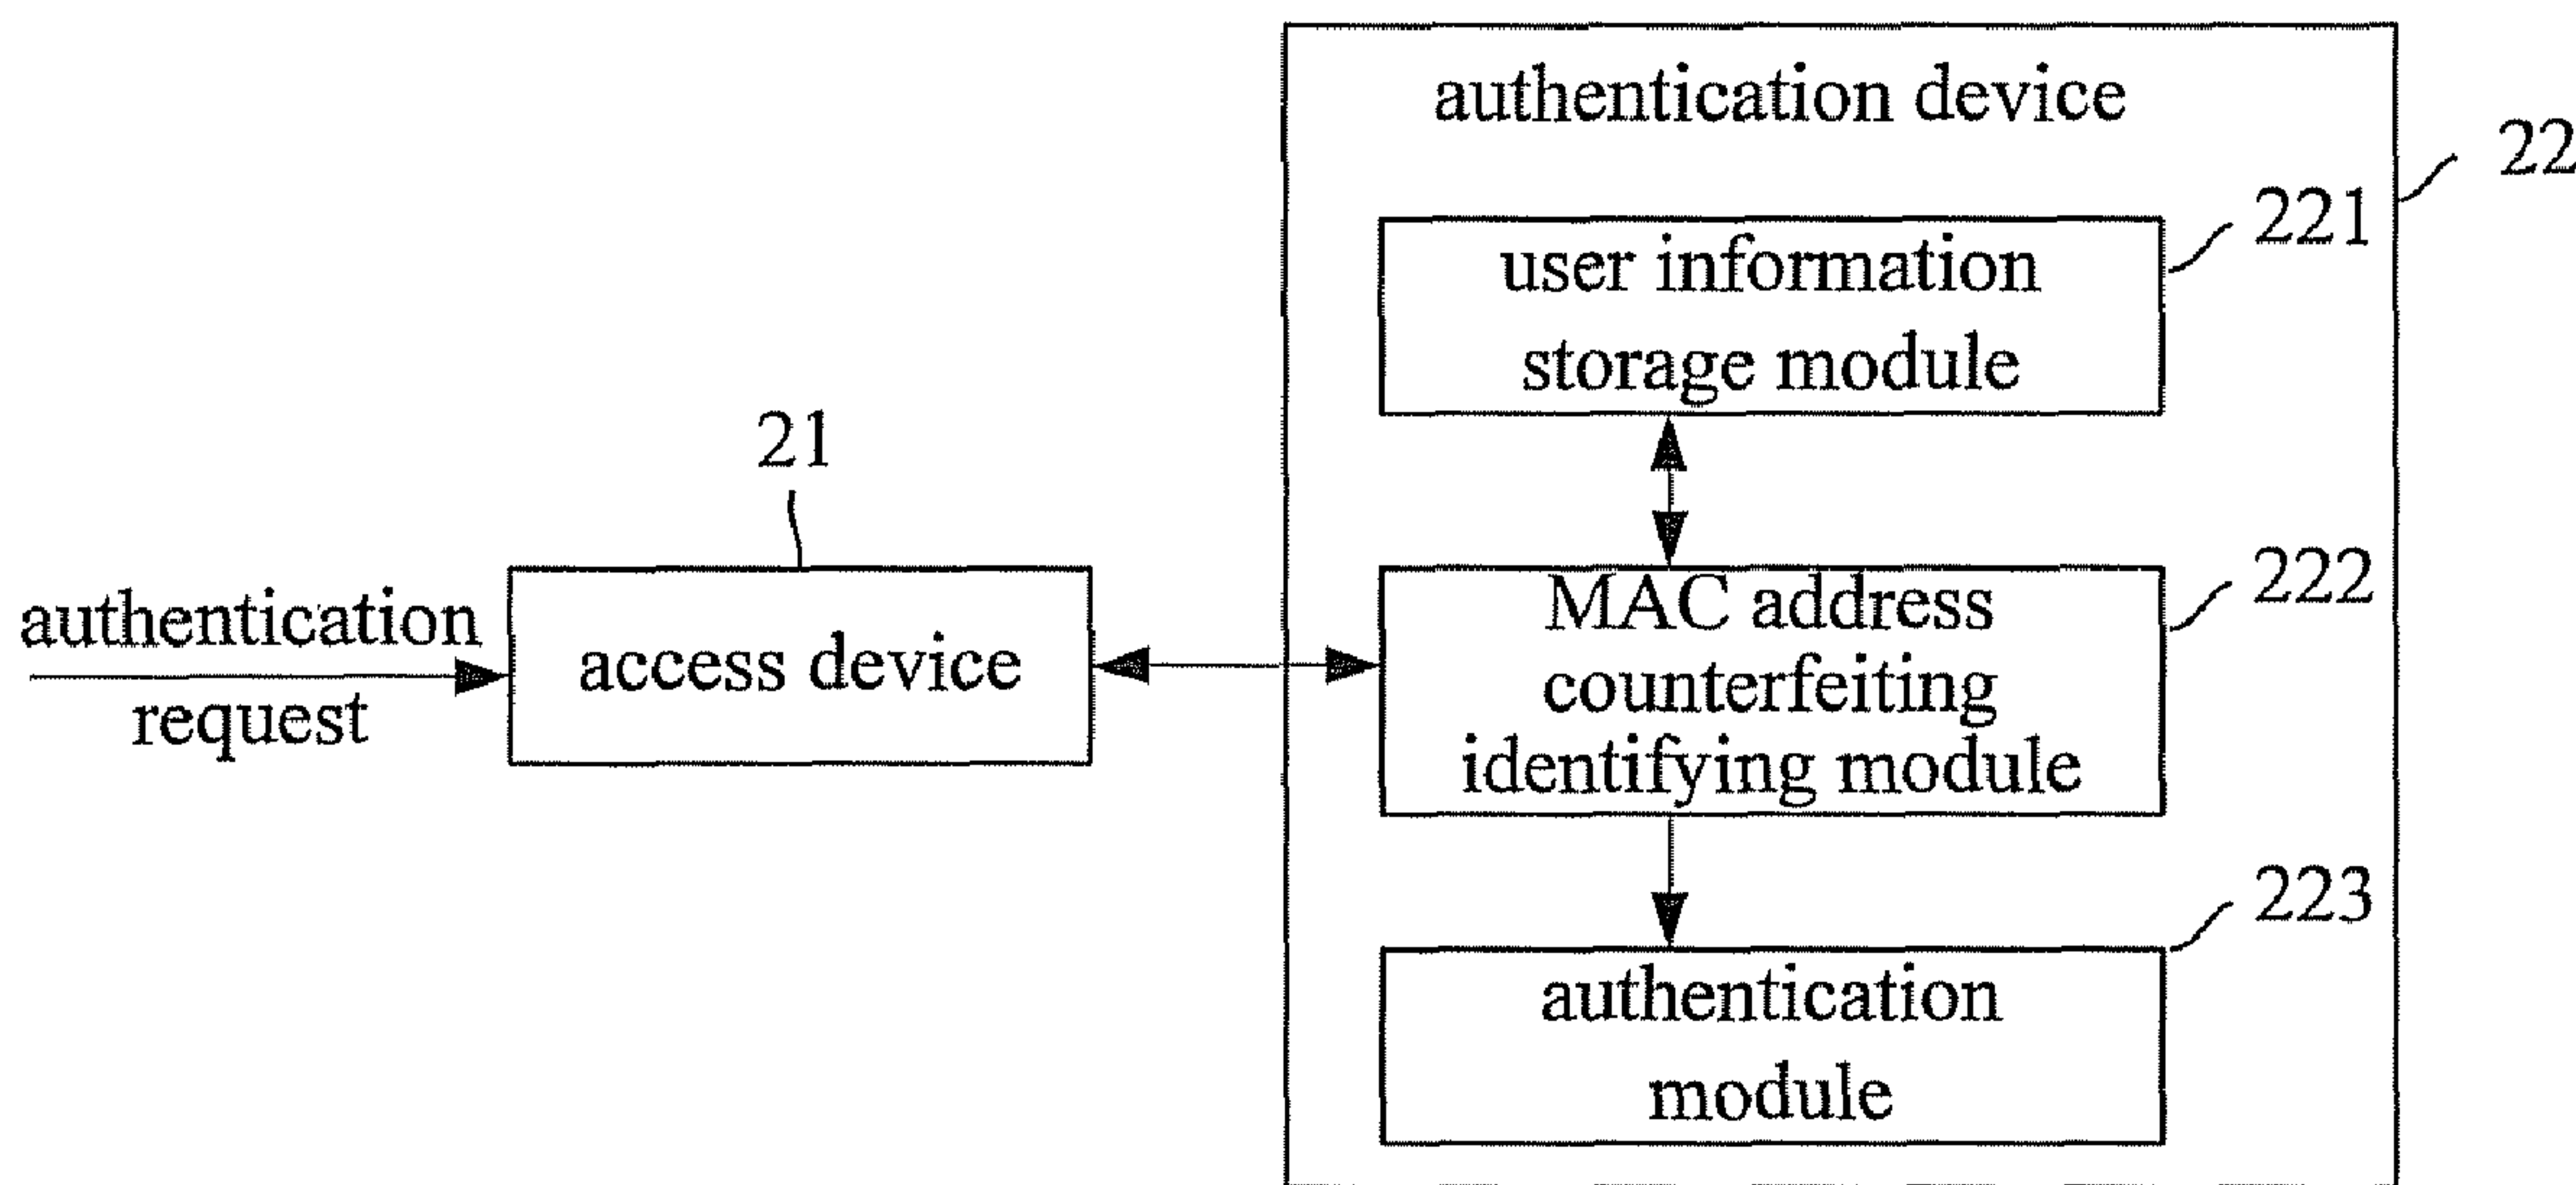 authentication device
22
221
user information
storage module
21
222
MAC address
counterfeiting
identifying module
authentication
request
access device
223
authentication
module